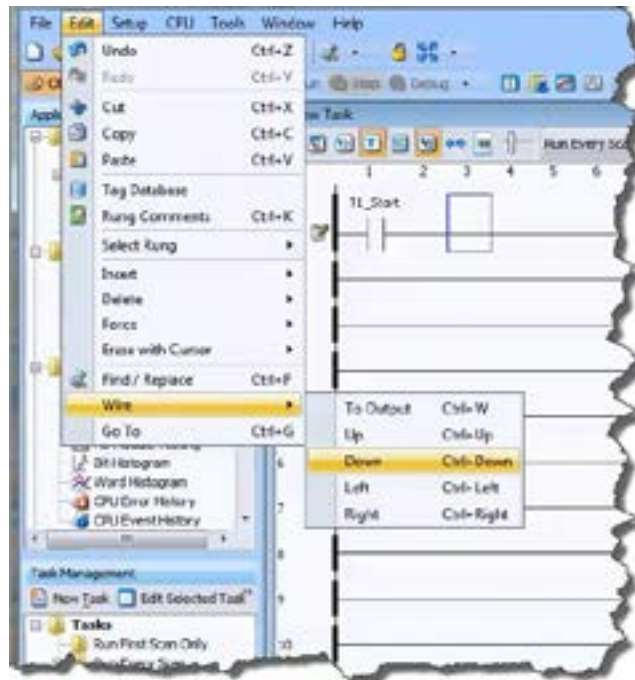 File Edit Setup CPU Tools Window Help
Undo Ctrl+Z
Redo Ctrl+Y
Stop Debug
Cut Ctrl+X
Task
Copy Ctrl+C
Paste Ctrl+V
Run Every
1 2 3 4 5 6
Tag Database
Rung Comments Ctrl+K
TL_Start
Select Rung
Insert
Delete
Force
Erase with Cursor
Find / Replace Ctrl+F
Wire
Go To Ctrl+G
To Output Ctrl+W
Up Ctrl+Up
Down Ctrl+Down
Left Ctrl+Left
Right Ctrl+Right
Bit Histogram
Word Histogram
CPU Error History
CPU Event History
6
7
8
9
10
Task Management
New Task Edit Selected Task
Tasks
Run First Scan Only